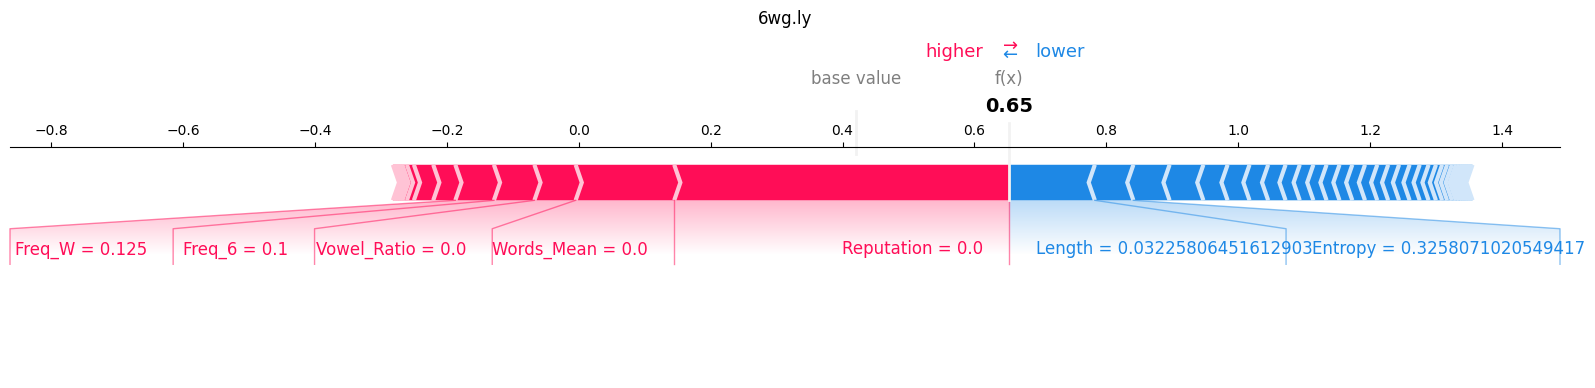 6wg.ly
higher → ← lower
base value f(x)
0.65
−0.8 −0.6 −0.4 −0.2 0.0 0.2 0.4 0.6 0.8 1.0 1.2 1.4
Freq_W = 0.125 Freq_6 = 0.1 Vowel_Ratio = 0.0 Words_Mean = 0.0 Reputation = 0.0 Length = 0.03225806451612903 Entropy = 0.3258071020549417